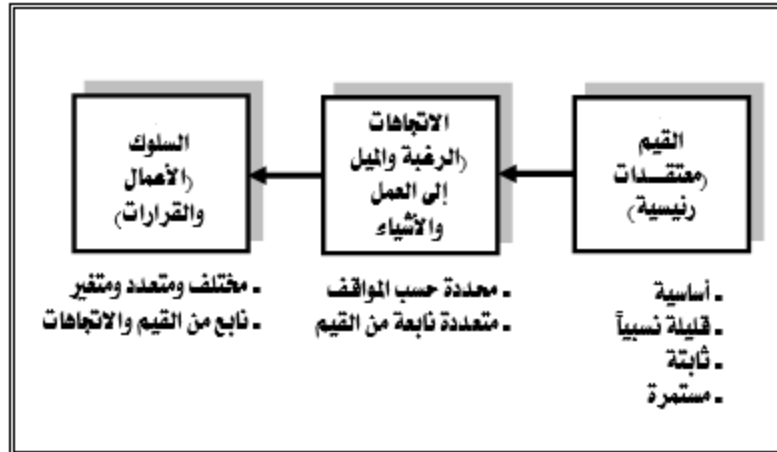 القيم
(معتقـــدات
رئيسية)
- أساسية
- قليلة نسبياً
- ثابتة
- مستمرة
الاتجاهات
(الرغبة والميل
إلى العمل
والأشياء
- محددة حسب المواقف
- متعددة نابعة من القيم
السلوك
(الأعمال
والقرارات)
- مختلف ومتعدد ومتغير
- نابع من القيم والاتجاهات